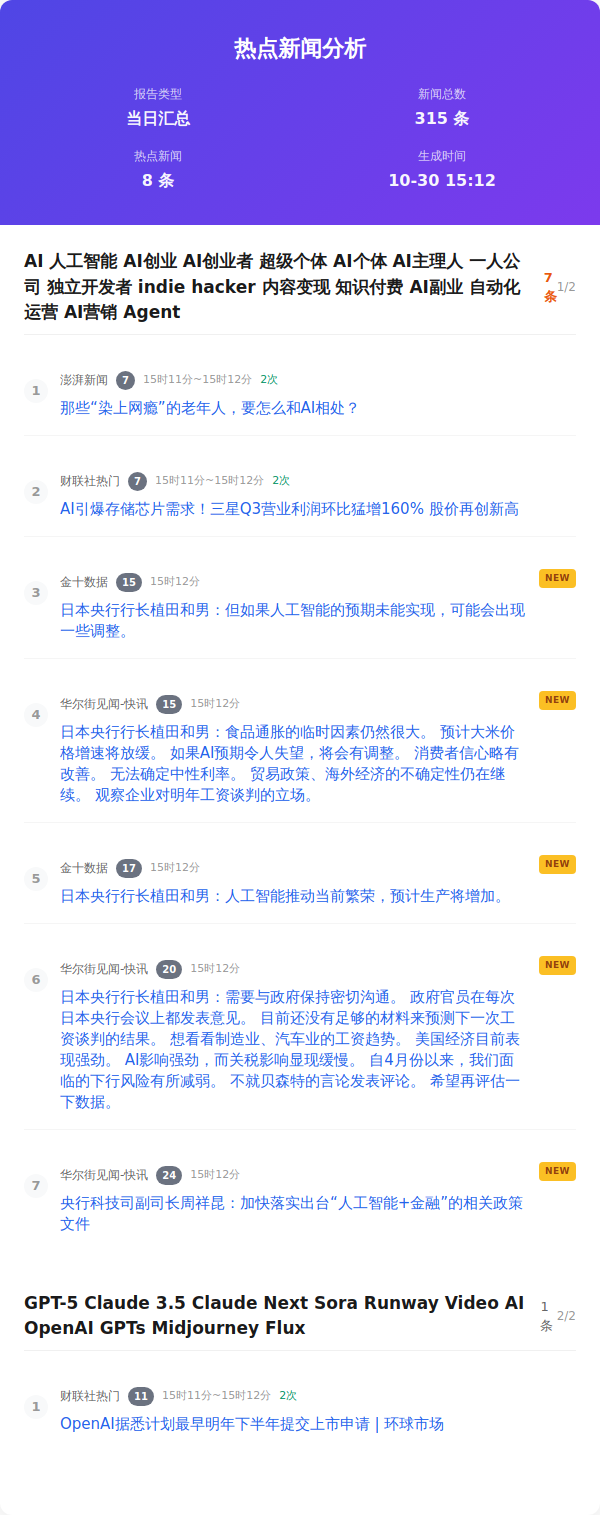 热点新闻分析
报告类型
新闻总数
当日汇总
315 条
热点新闻
生成时间
8 条
10-30 15:12
AI 人工智能 AI创业 AI创业者 超级个体 AI个体 AI主理人 一人公
司 独立开发者 indie hacker 内容变现 知识付费 AI副业 自动化
运营 AI营销 Agent
7
条
1/2
1
澎湃新闻 7 15时11分~15时12分 2次
那些“染上网瘾”的老年人，要怎么和AI相处？
2
财联社热门 7 15时11分~15时12分 2次
AI引爆存储芯片需求！三星Q3营业利润环比猛增160% 股价再创新高
3
金十数据 15 15时12分
NEW
日本央行行长植田和男：但如果人工智能的预期未能实现，可能会出现
一些调整。
4
华尔街见闻-快讯 15 15时12分
NEW
日本央行行长植田和男：食品通胀的临时因素仍然很大。 预计大米价
格增速将放缓。 如果AI预期令人失望，将会有调整。 消费者信心略有
改善。 无法确定中性利率。 贸易政策、海外经济的不确定性仍在继
续。 观察企业对明年工资谈判的立场。
5
金十数据 17 15时12分
NEW
日本央行行长植田和男：人工智能推动当前繁荣，预计生产将增加。
6
华尔街见闻-快讯 20 15时12分
NEW
日本央行行长植田和男：需要与政府保持密切沟通。 政府官员在每次
日本央行会议上都发表意见。 目前还没有足够的材料来预测下一次工
资谈判的结果。 想看看制造业、汽车业的工资趋势。 美国经济目前表
现强劲。 AI影响强劲，而关税影响显现缓慢。 自4月份以来，我们面
临的下行风险有所减弱。 不就贝森特的言论发表评论。 希望再评估一
下数据。
7
华尔街见闻-快讯 24 15时12分
NEW
央行科技司副司长周祥昆：加快落实出台“人工智能+金融”的相关政策
文件
GPT-5 Claude 3.5 Claude Next Sora Runway Video AI
OpenAI GPTs Midjourney Flux
1
条
2/2
1
财联社热门 11 15时11分~15时12分 2次
OpenAI据悉计划最早明年下半年提交上市申请 | 环球市场